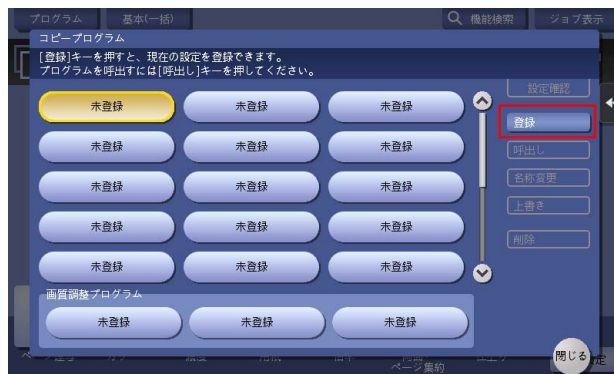 プログラム
基本(一括)
機能検索
ジョブ表示
コピープログラム
[登録]キーを押すと、現在の設定を登録できます。
プログラムを呼出すには[呼出し]キーを押してください。
未登録 未登録 未登録
未登録 未登録 未登録
未登録 未登録 未登録
未登録 未登録 未登録
未登録 未登録 未登録
設定確認
登録
呼出し
名称変更
上書き
削除
画質調整プログラム
未登録 未登録 未登録
ページ集約
閉じる